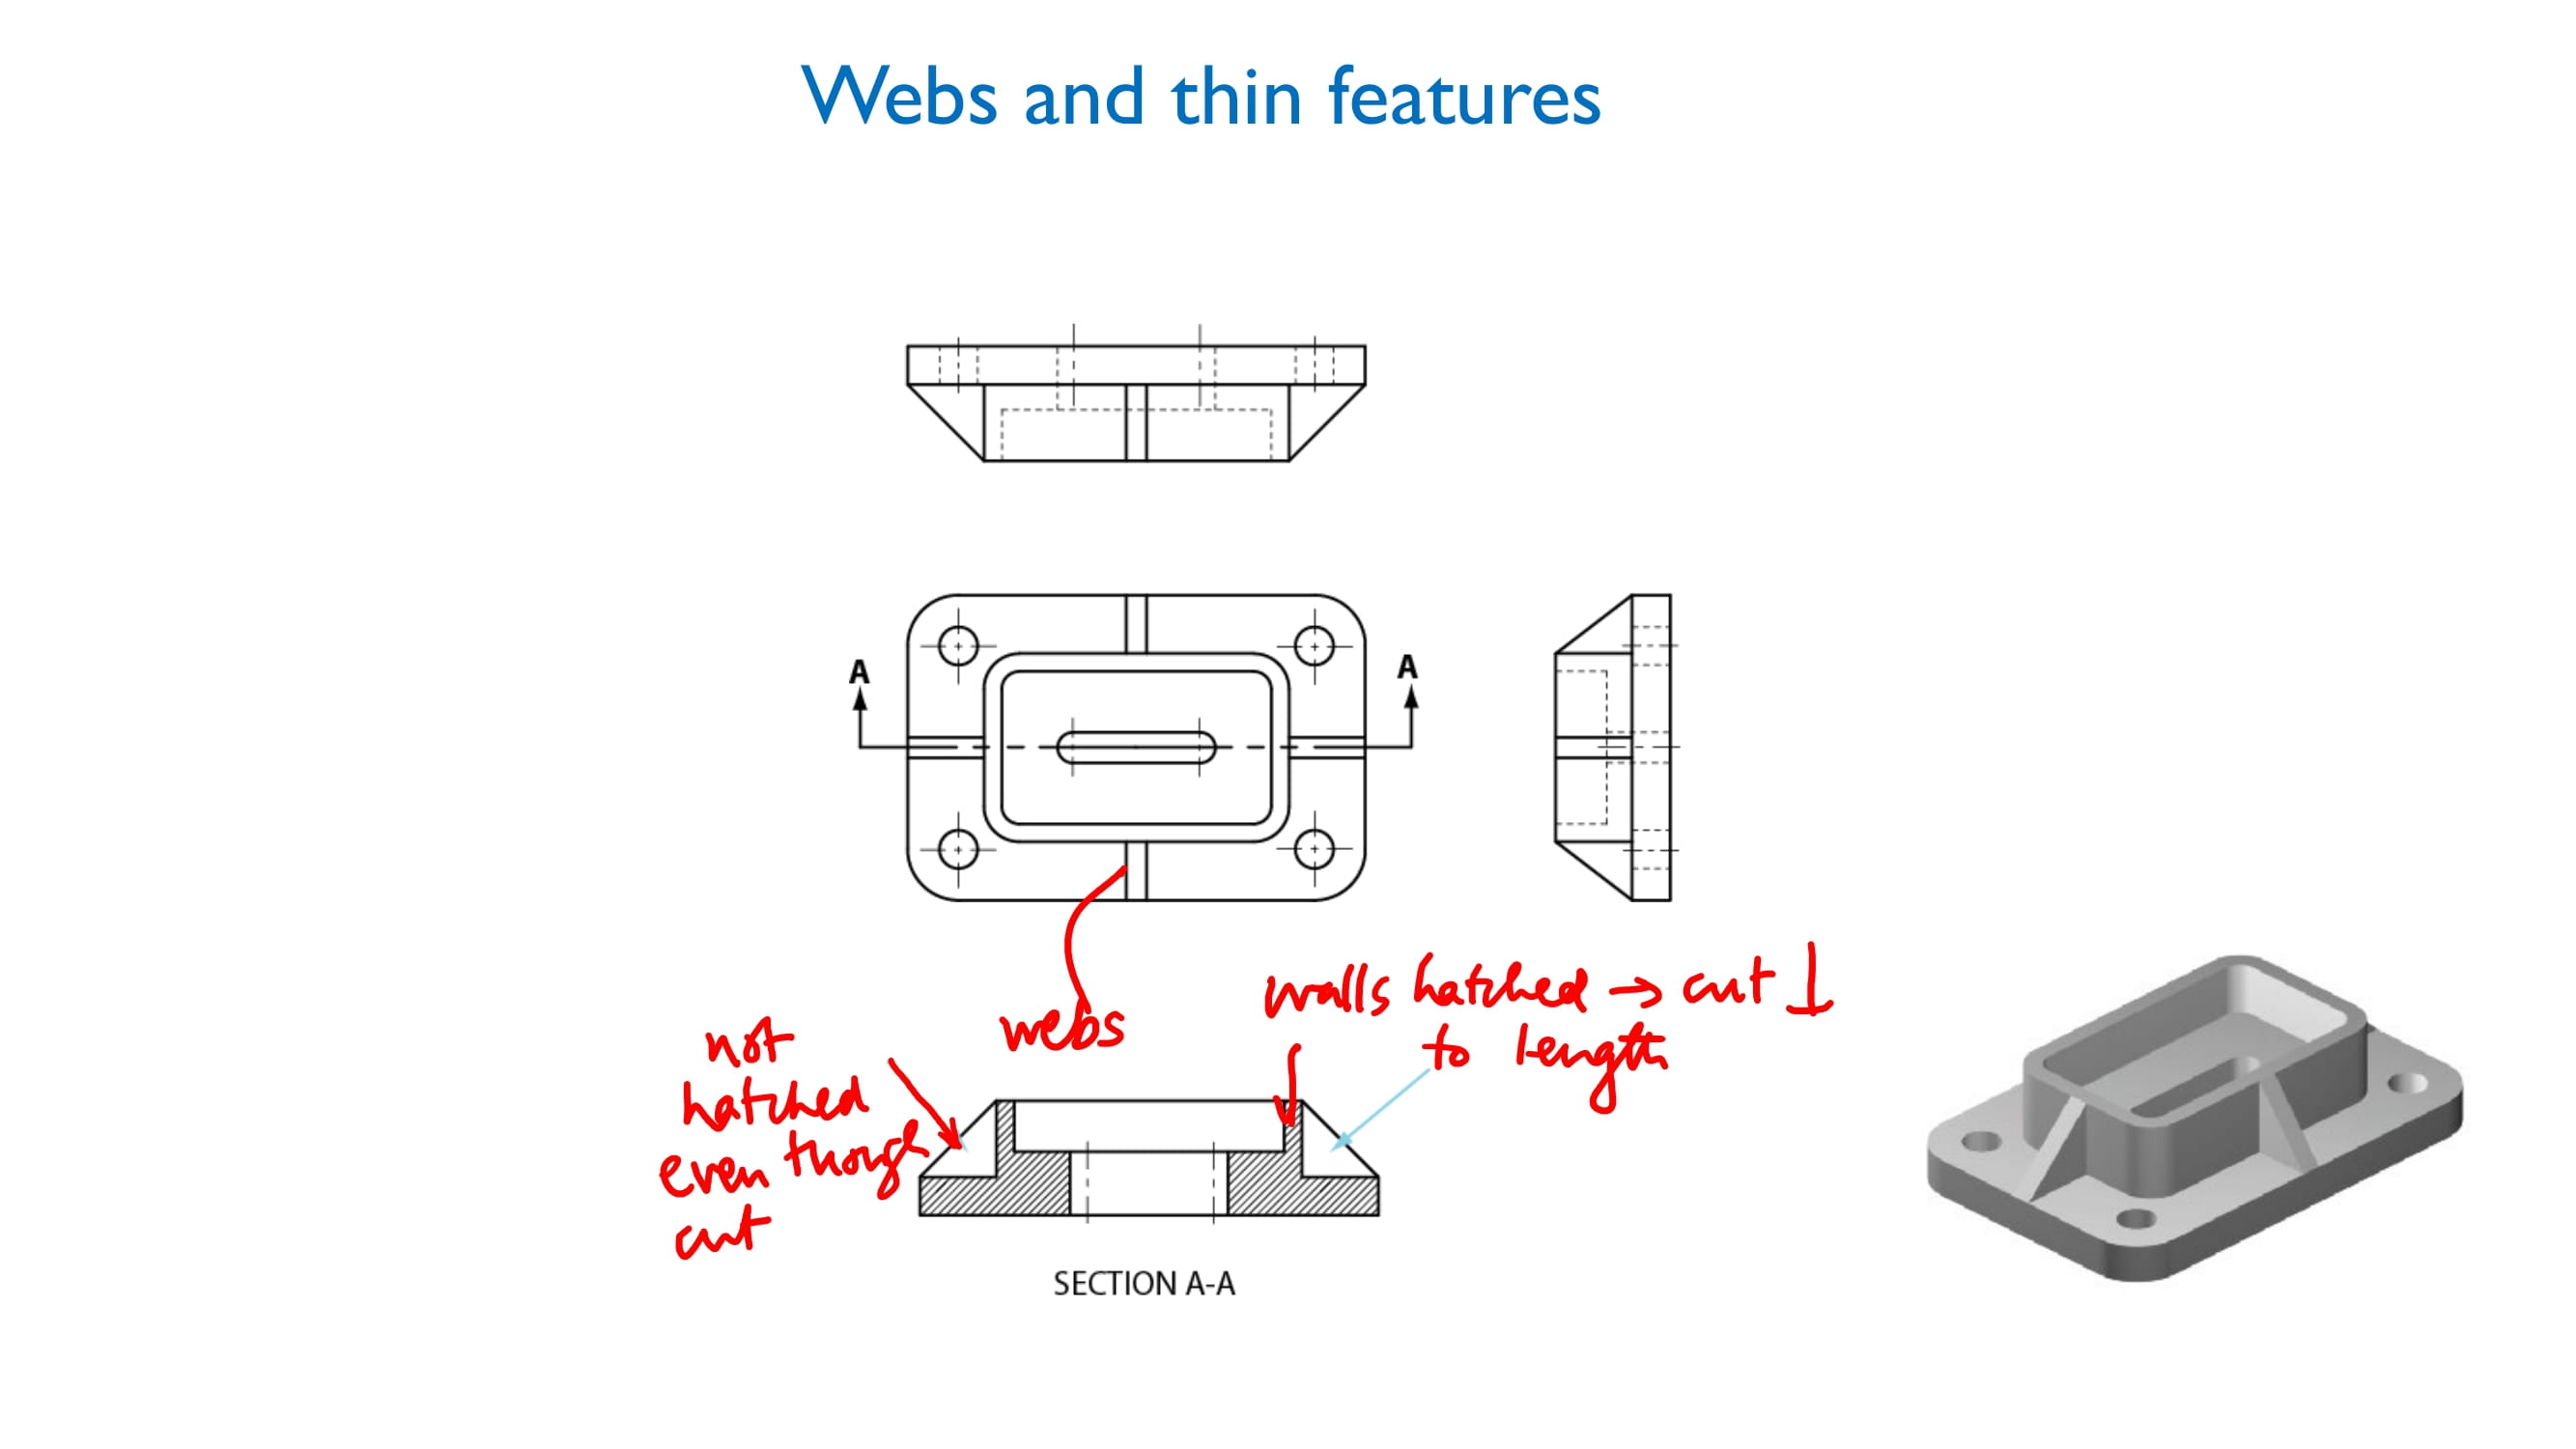 Webs and thin features
A
A
webs
walls hatched → cut ⊥
to length
not
hatched
even though
cut
SECTION A-A